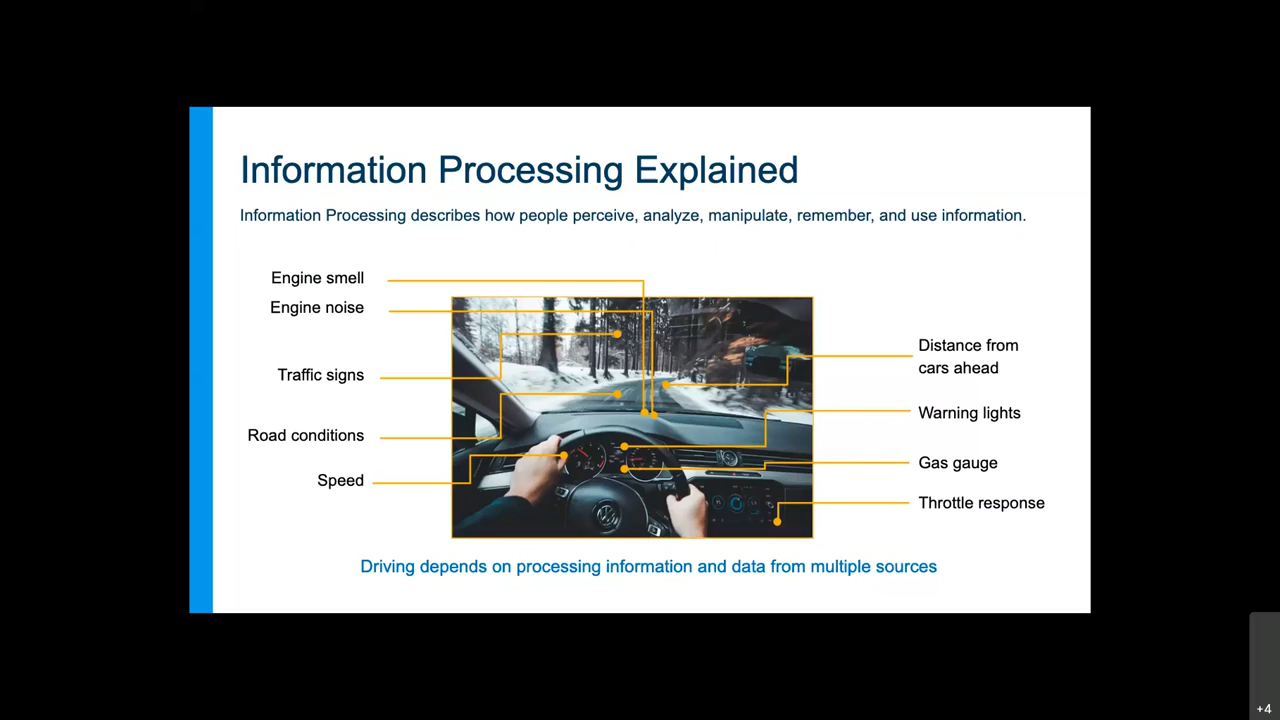 Information Processing Explained
Information Processing describes how people perceive, analyze, manipulate, remember, and use information.
Engine smell
Engine noise
Traffic signs
Road conditions
Speed
Distance from
cars ahead
Warning lights
Gas gauge
Throttle response
Driving depends on processing information and data from multiple sources
+4